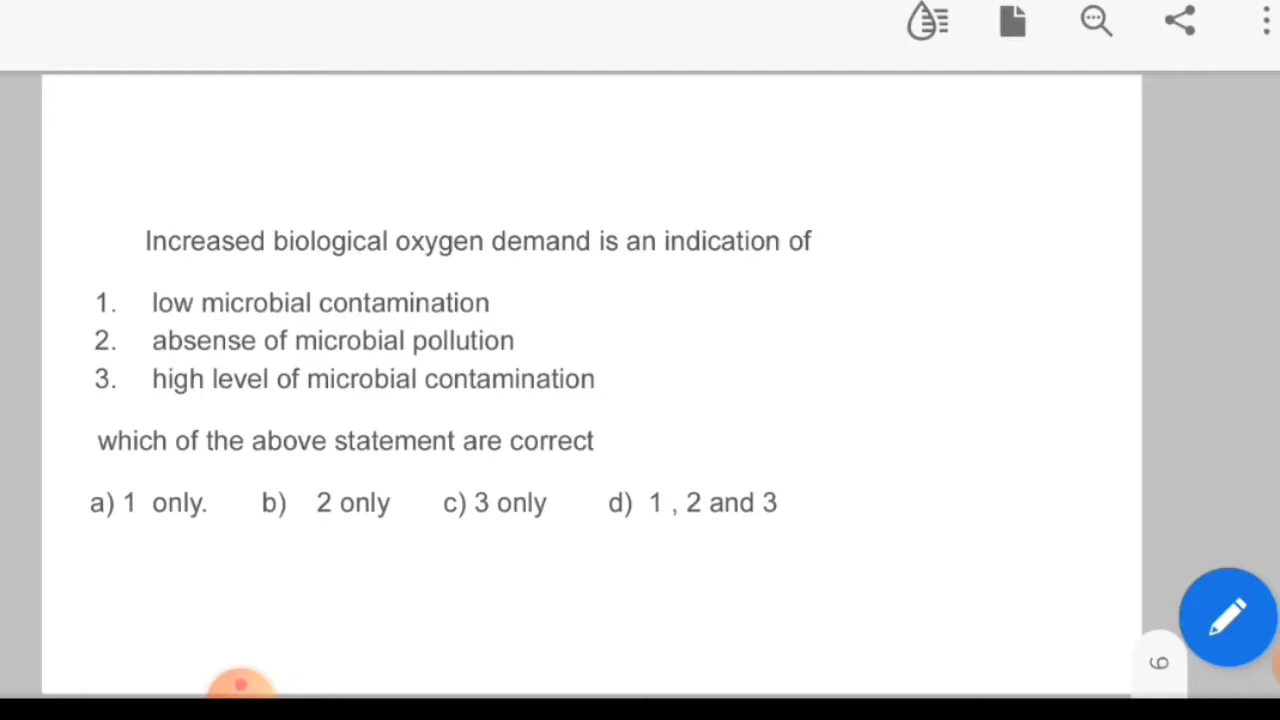 Increased biological oxygen demand is an indication of
1. low microbial contamination
2. absense of microbial pollution
3. high level of microbial contamination
which of the above statement are correct
a) 1 only. b) 2 only c) 3 only d) 1 , 2 and 3